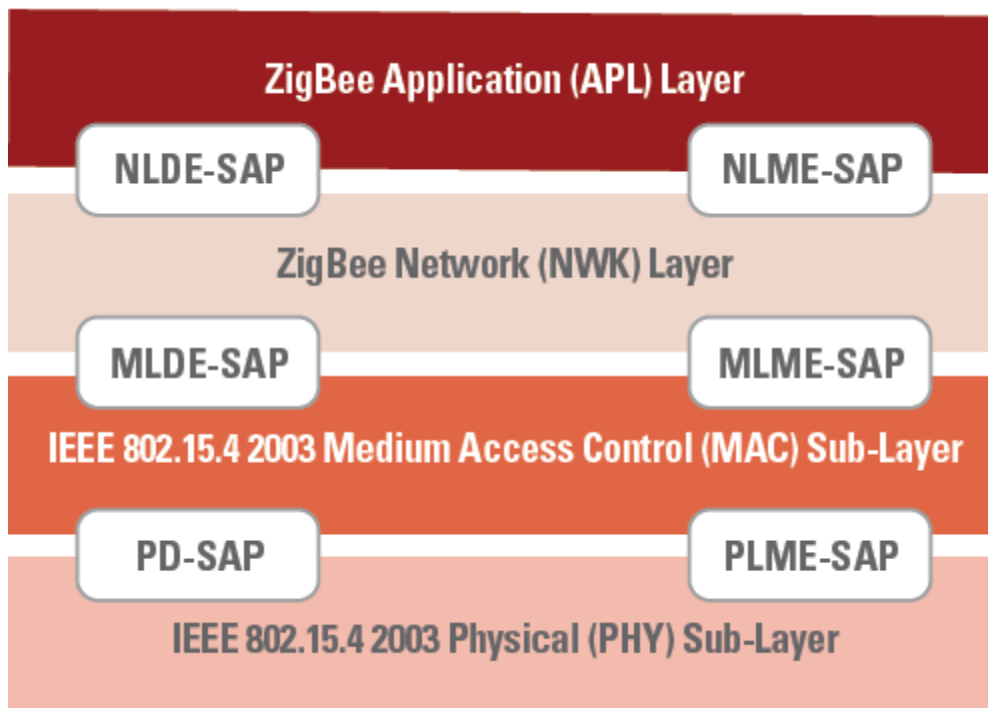 ZigBee Application (APL) Layer
NLDE-SAP
NLME-SAP
ZigBee Network (NWK) Layer
MLDE-SAP
MLME-SAP
IEEE 802.15.4 2003 Medium Access Control (MAC) Sub-Layer
PD-SAP
PLME-SAP
IEEE 802.15.4 2003 Physical (PHY) Sub-Layer